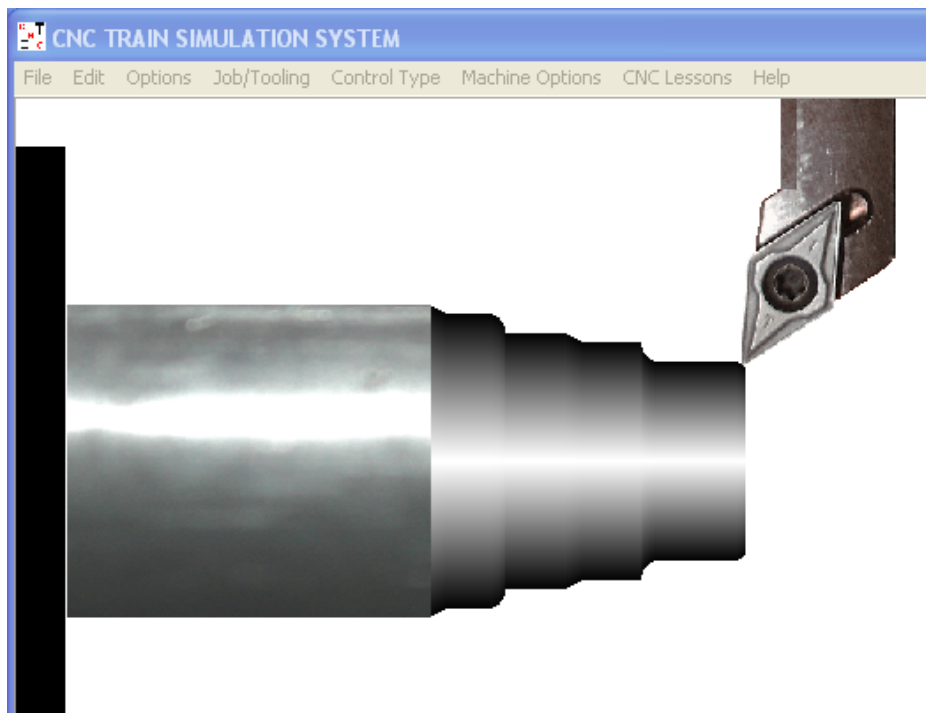 CNC TRAIN SIMULATION SYSTEM
File Edit Options Job/Tooling Control Type Machine Options CNC Lessons Help